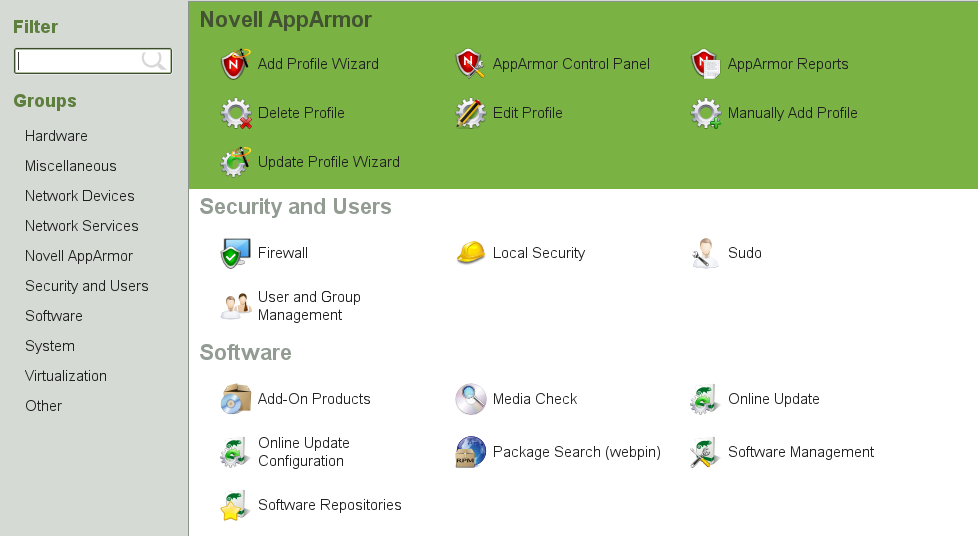 Filter
Groups
Hardware
Miscellaneous
Network Devices
Network Services
Novell AppArmor
Security and Users
Software
System
Virtualization
Other
Novell AppArmor
Add Profile Wizard
AppArmor Control Panel
AppArmor Reports
Delete Profile
Edit Profile
Manually Add Profile
Update Profile Wizard
Security and Users
Firewall
Local Security
Sudo
User and Group
Management
Software
Add-On Products
Media Check
Online Update
Online Update
Configuration
RPM
Package Search (webpin)
Software Management
Software Repositories